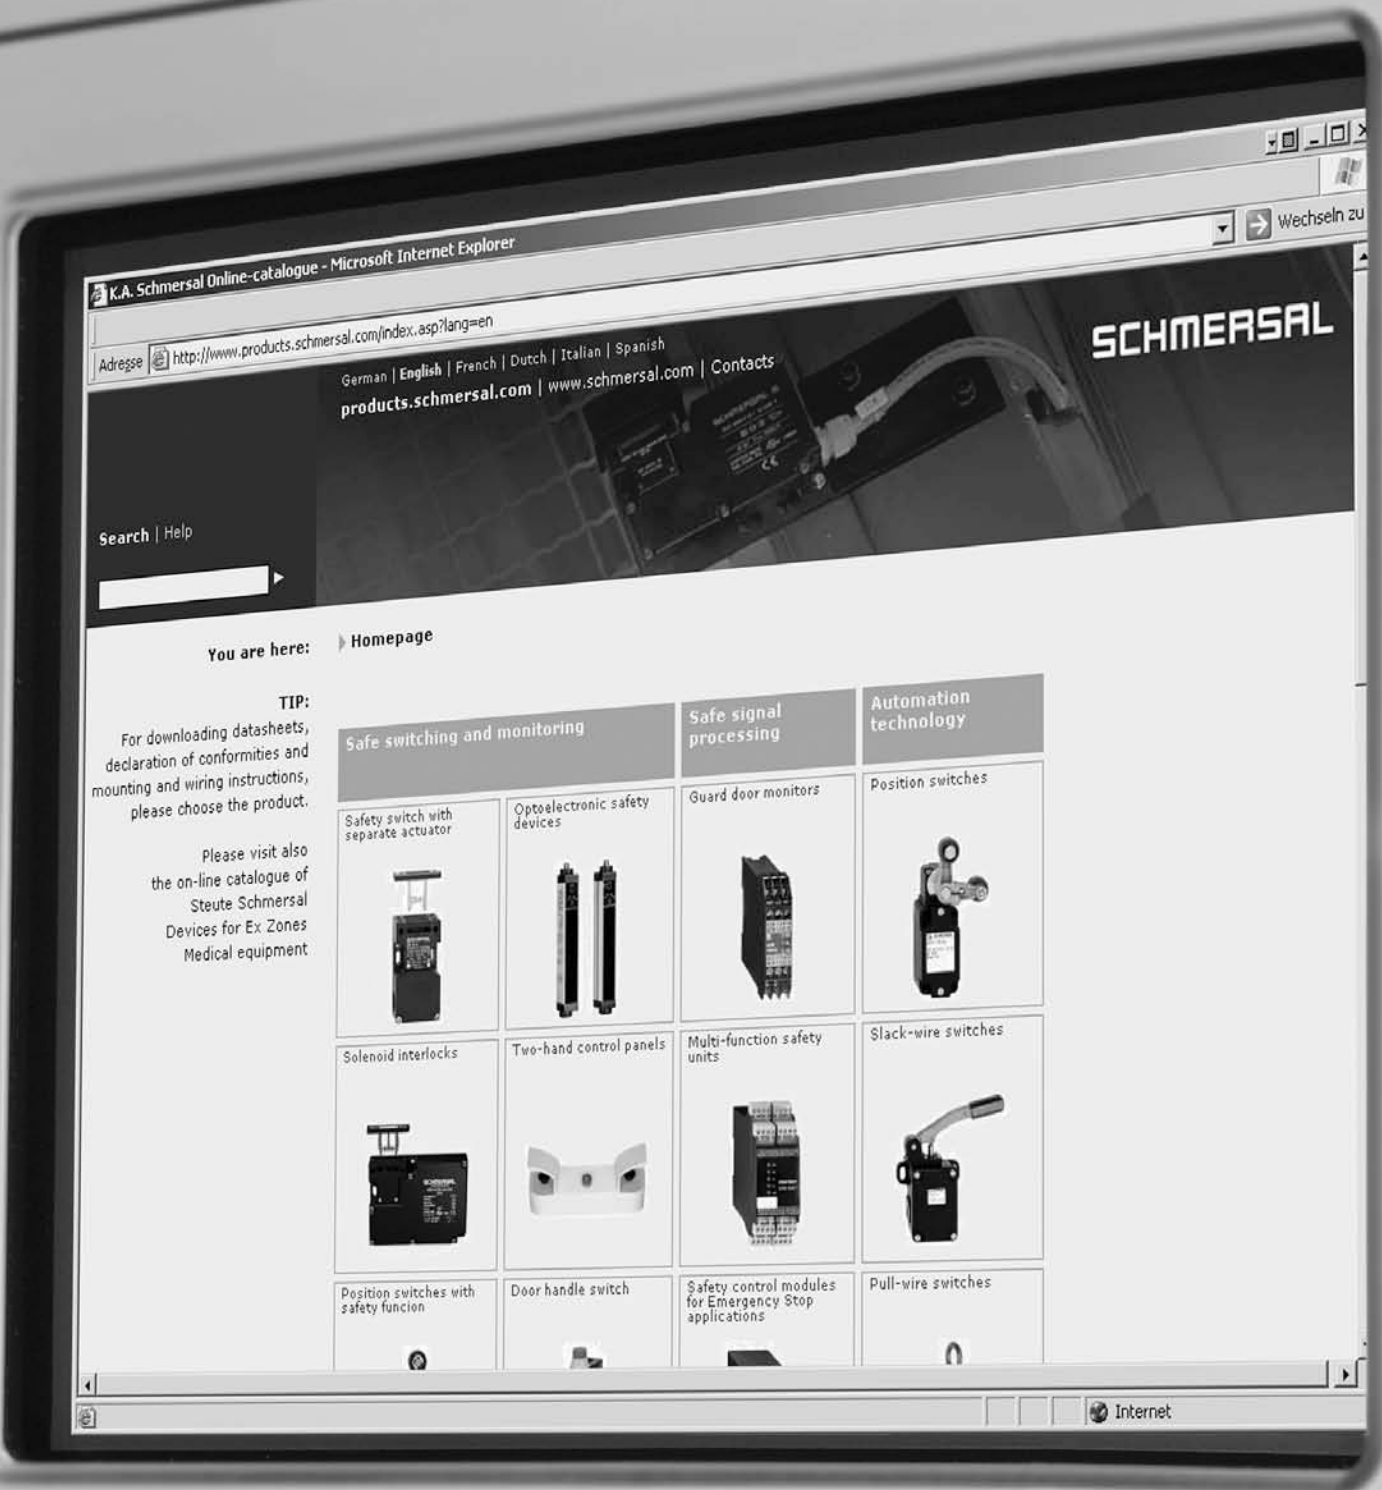 K.A. Schmersal Online-catalogue - Microsoft Internet Explorer
Adresse http://www.products.schmersal.com/index.asp?lang=en
Wechseln zu
German | English | French | Dutch | Italian | Spanish
products.schmersal.com | www.schmersal.com | Contacts
SCHMERSAL
SCHMERSAL
Search | Help
You are here:
Homepage
TIP:
For downloading datasheets,
declaration of conformities and
mounting and wiring instructions,
please choose the product.
Please visit also
the on-line catalogue of
Steute Schmersal
Devices for Ex Zones
Medical equipment
Safe switching and monitoring
Safe signal
processing
Automation
technology
Safety switch with
separate actuator
Optoelectronic safety
devices
Guard door monitors
Position switches
Solenoid interlocks
Two-hand control panels
Multi-function safety
units
Slack-wire switches
Position switches with
safety funcion
Door handle switch
Safety control modules
for Emergency Stop
applications
Pull-wire switches
Internet